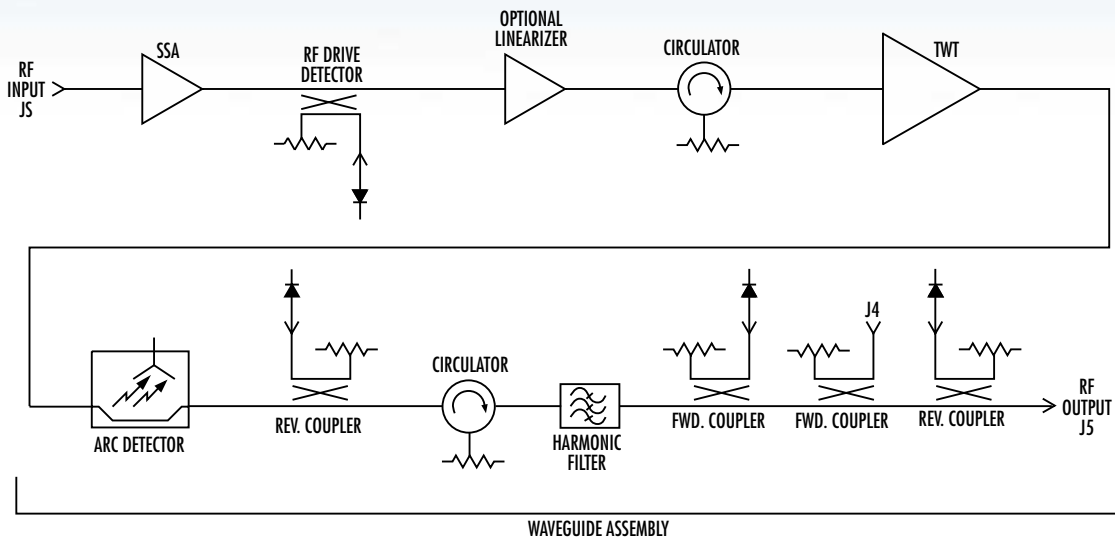 SSA
RF
INPUT
JS
RF DRIVE
DETECTOR
OPTIONAL
LINEARIZER
CIRCULATOR
TWT
ARC DETECTOR
REV. COUPLER
CIRCULATOR
HARMONIC
FILTER
FWD. COUPLER
J4
FWD. COUPLER
REV. COUPLER
RF
OUTPUT
J5
WAVEGUIDE ASSEMBLY